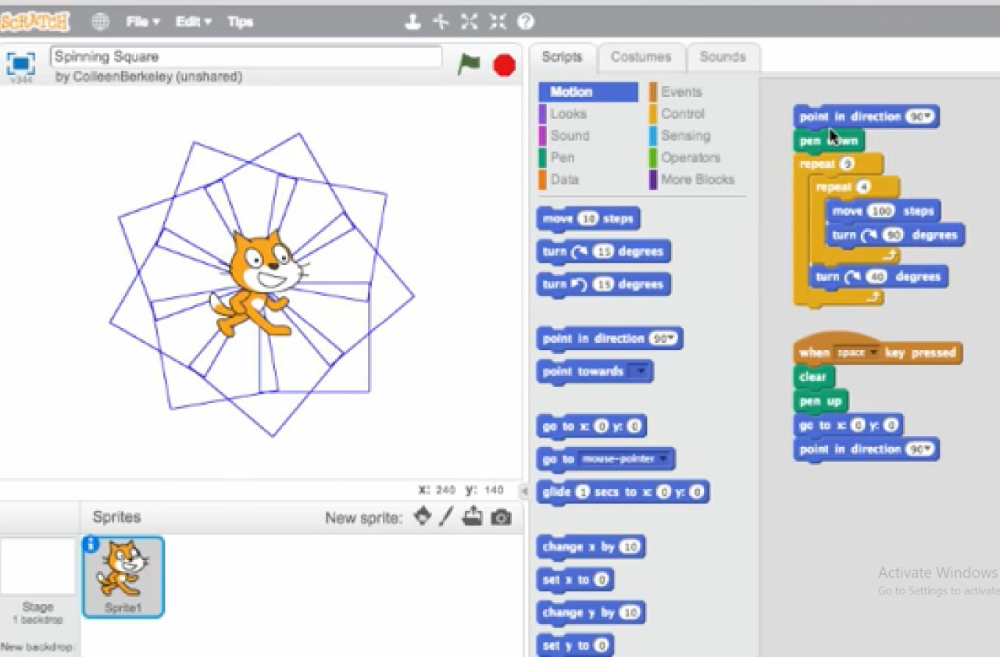 SCRATCH File▼ Edit▼ Tips ?
v344 Spinning Square
by ColleenBerkeley (unshared)
Scripts Costumes Sounds
Motion Events
Looks Control
Sound Sensing
Pen Operators
Data More Blocks
move 10 steps
turn 15 degrees
turn 15 degrees
point in direction 90▼
point towards
go to x: 0 y: 0
go to mouse-pointer
glide 1 secs to x: 0 y: 0
change x by 10
set x to 0
change y by 10
set y to 0
point in direction 90▼
pen down
repeat 9
repeat 4
move 100 steps
turn 90 degrees
turn 40 degrees
when space key pressed
clear
pen up
go to x: 0 y: 0
point in direction 90▼
x: 240 y: 140
Sprites New sprite:
Sprite1
Stage
1 backdrop
New backdrop:
Activate Windows
Go to Settings to activate